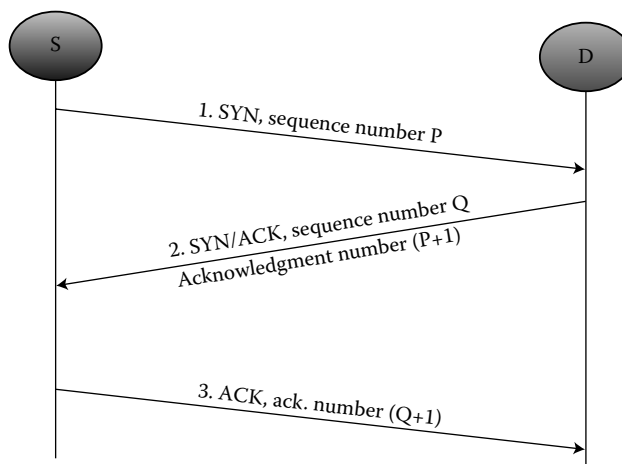 S
D
1. SYN, sequence number P
2. SYN/ACK, sequence number Q
Acknowledgment number (P+1)
3. ACK, ack. number (Q+1)